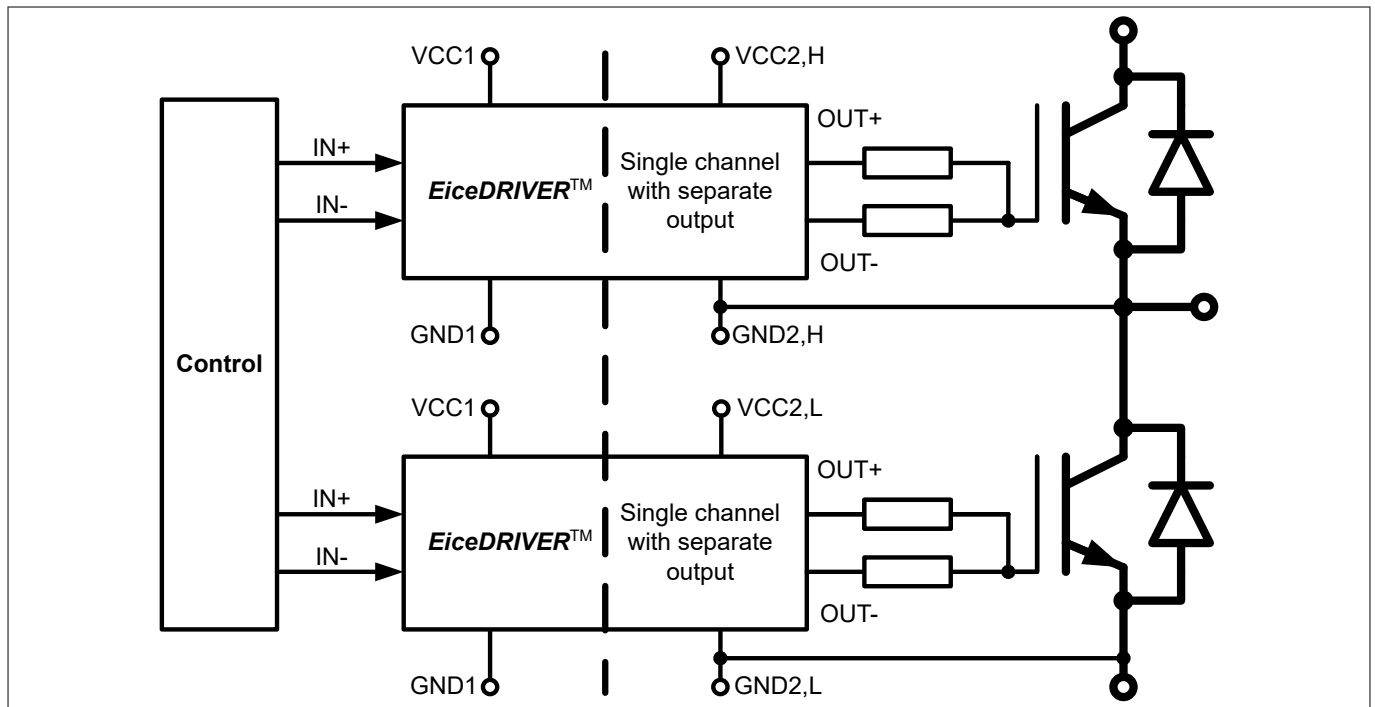 VCC1
VCC2,H
OUT+
IN+
EiceDRIVER™
Single channel
with separate
output
IN-
OUT-
GND1
GND2,H
Control
VCC1
VCC2,L
OUT+
IN+
EiceDRIVER™
Single channel
with separate
output
IN-
OUT-
GND1
GND2,L